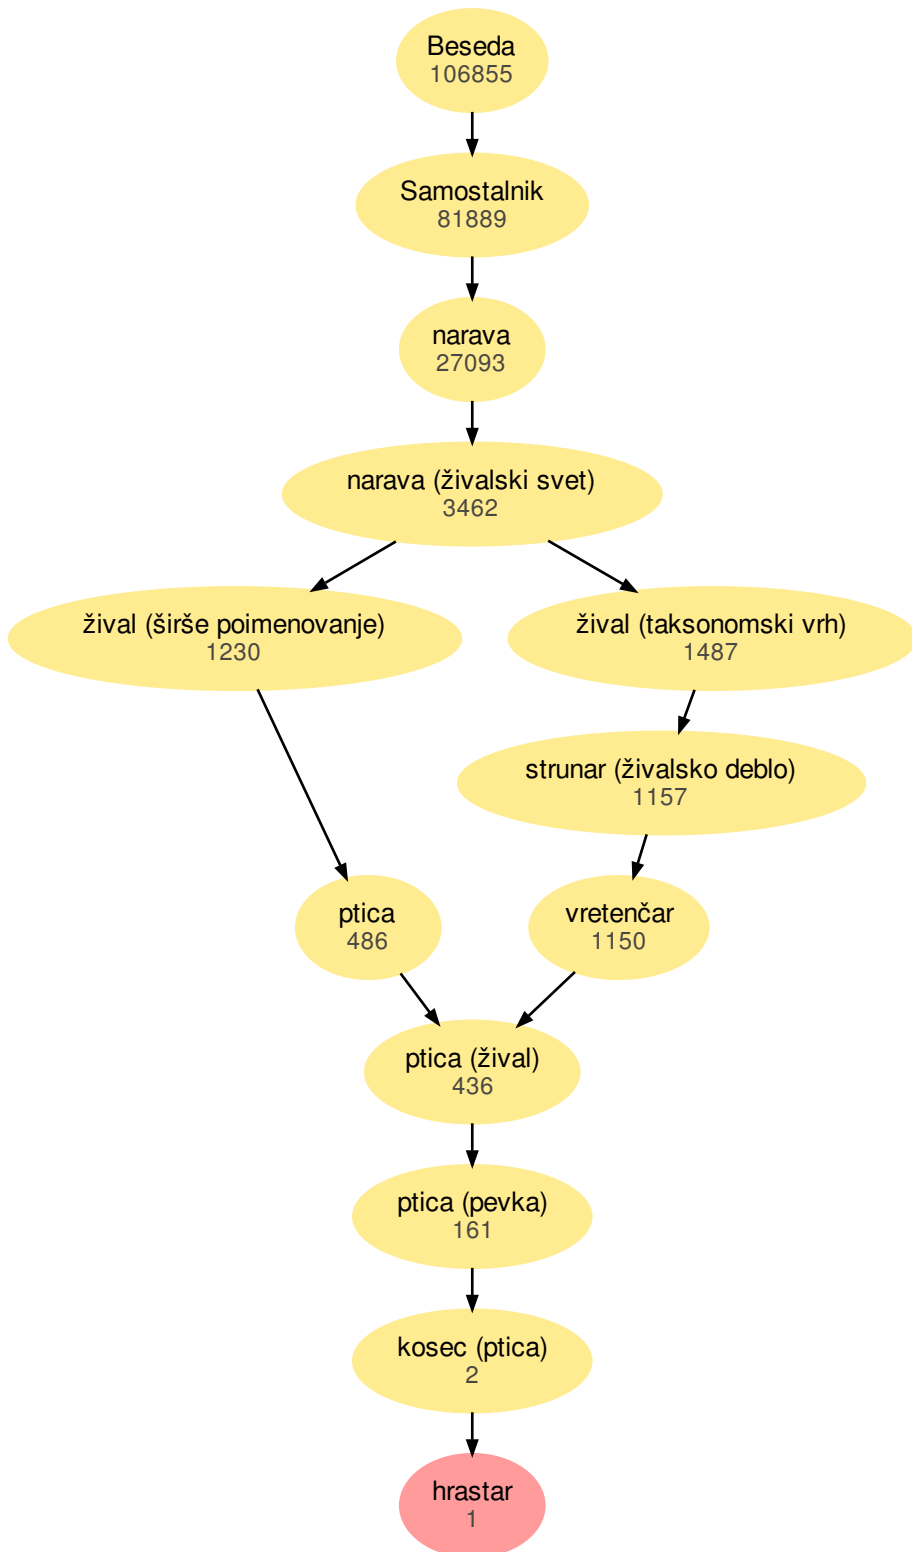 Beseda
106855
Samostalnik
81889
narava
27093
narava (živalski svet)
3462
žival (širše poimenovanje)
1230
žival (taksonomski vrh)
1487
strunar (živalsko deblo)
1157
ptica
486
vretenčar
1150
ptica (žival)
436
ptica (pevka)
161
kosec (ptica)
2
hrastar
1